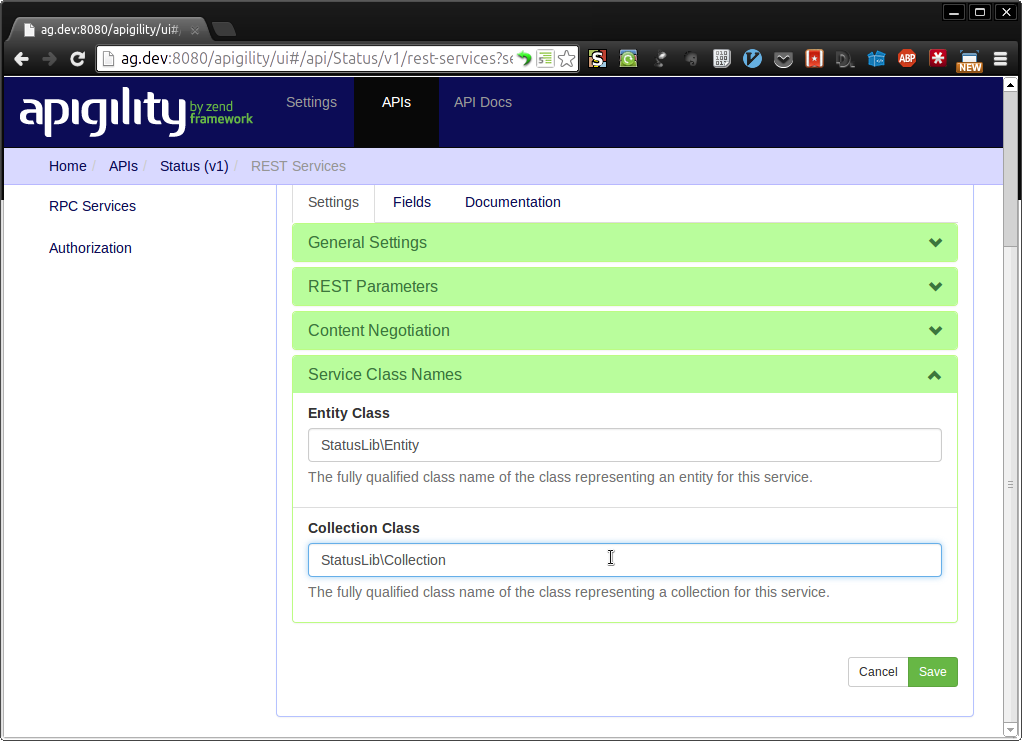 ag.dev:8080/apigility/ui#,
ag.dev:8080/apigility/ui#/api/Status/v1/rest-services?se
ABP
NEW
apigility by zend framework
Settings
APIs
API Docs
Home / APIs / Status (v1) / REST Services
RPC Services
Authorization
Settings
Fields
Documentation
General Settings
REST Parameters
Content Negotiation
Service Class Names
Entity Class
StatusLib\Entity
The fully qualified class name of the class representing an entity for this service.
Collection Class
StatusLib\Collection
The fully qualified class name of the class representing a collection for this service.
Cancel
Save